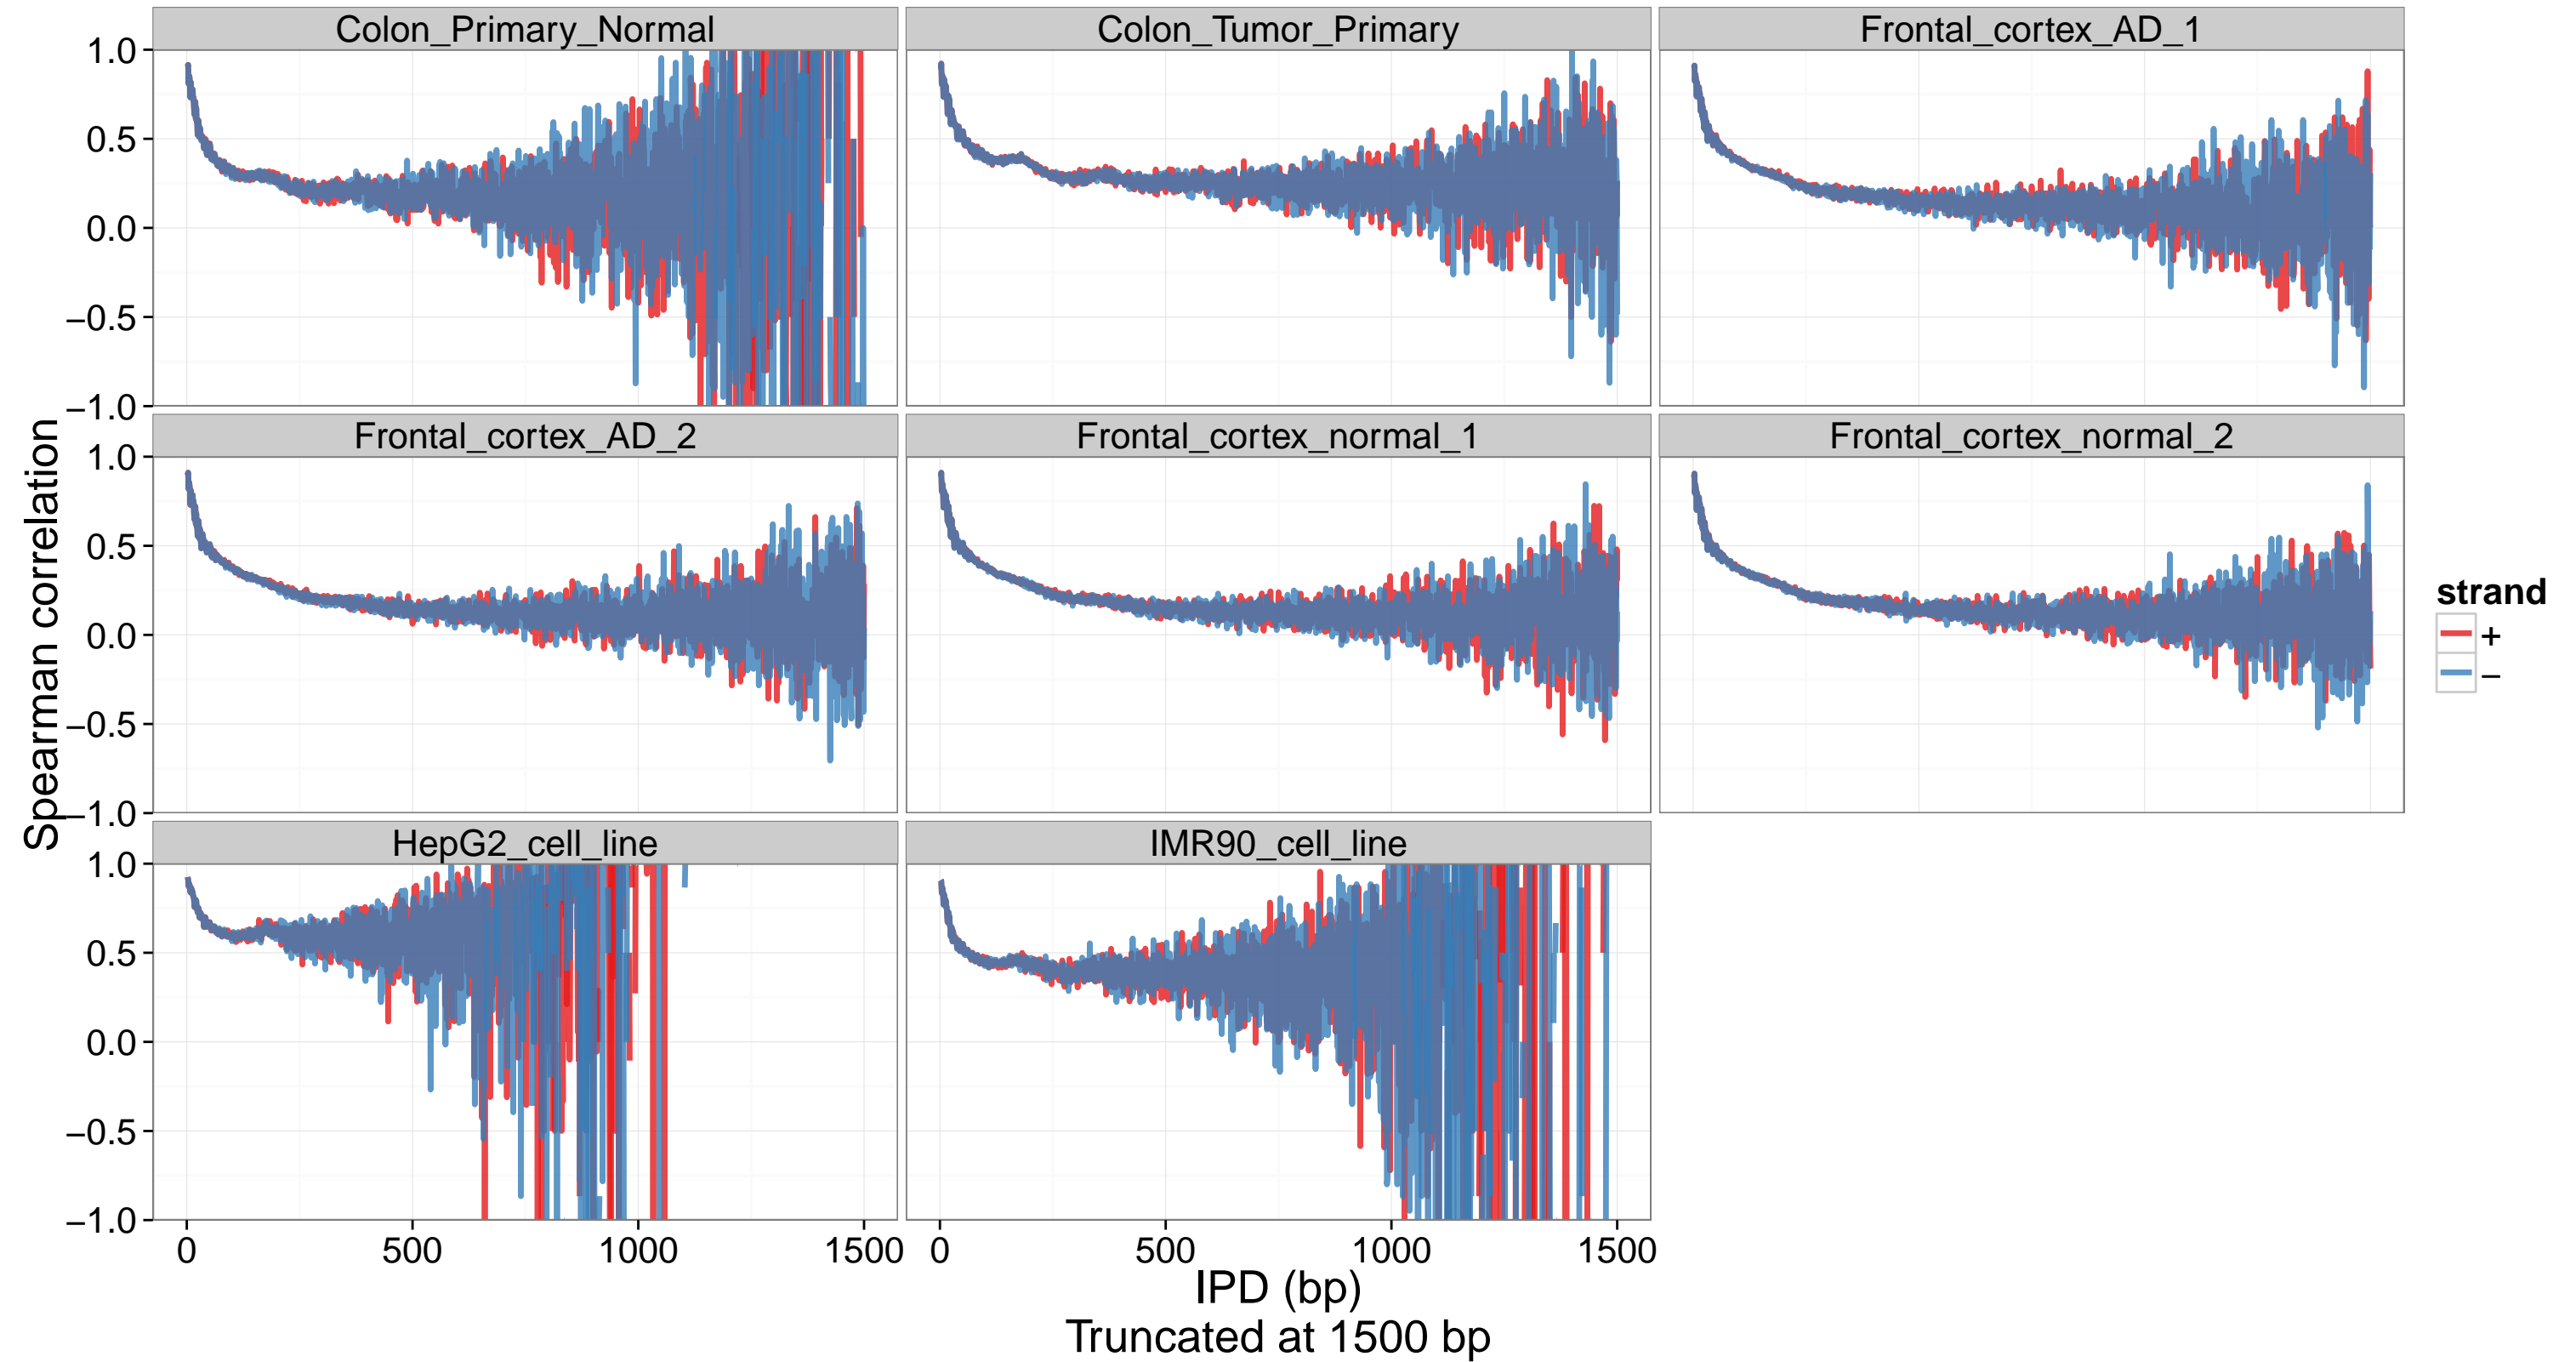 Colon_Primary_Normal
Colon_Tumor_Primary
Frontal_cortex_AD_1
1.0
0.5
0.0
−0.5
−1.0
Frontal_cortex_AD_2
Frontal_cortex_normal_1
Frontal_cortex_normal_2
1.0
0.5
0.0
−0.5
−1.0
Spearman correlation
strand
+
−
HepG2_cell_line
IMR90_cell_line
1.0
0.5
0.0
−0.5
−1.0
0 500 1000 1500 0 500 1000 1500
IPD (bp)
Truncated at 1500 bp